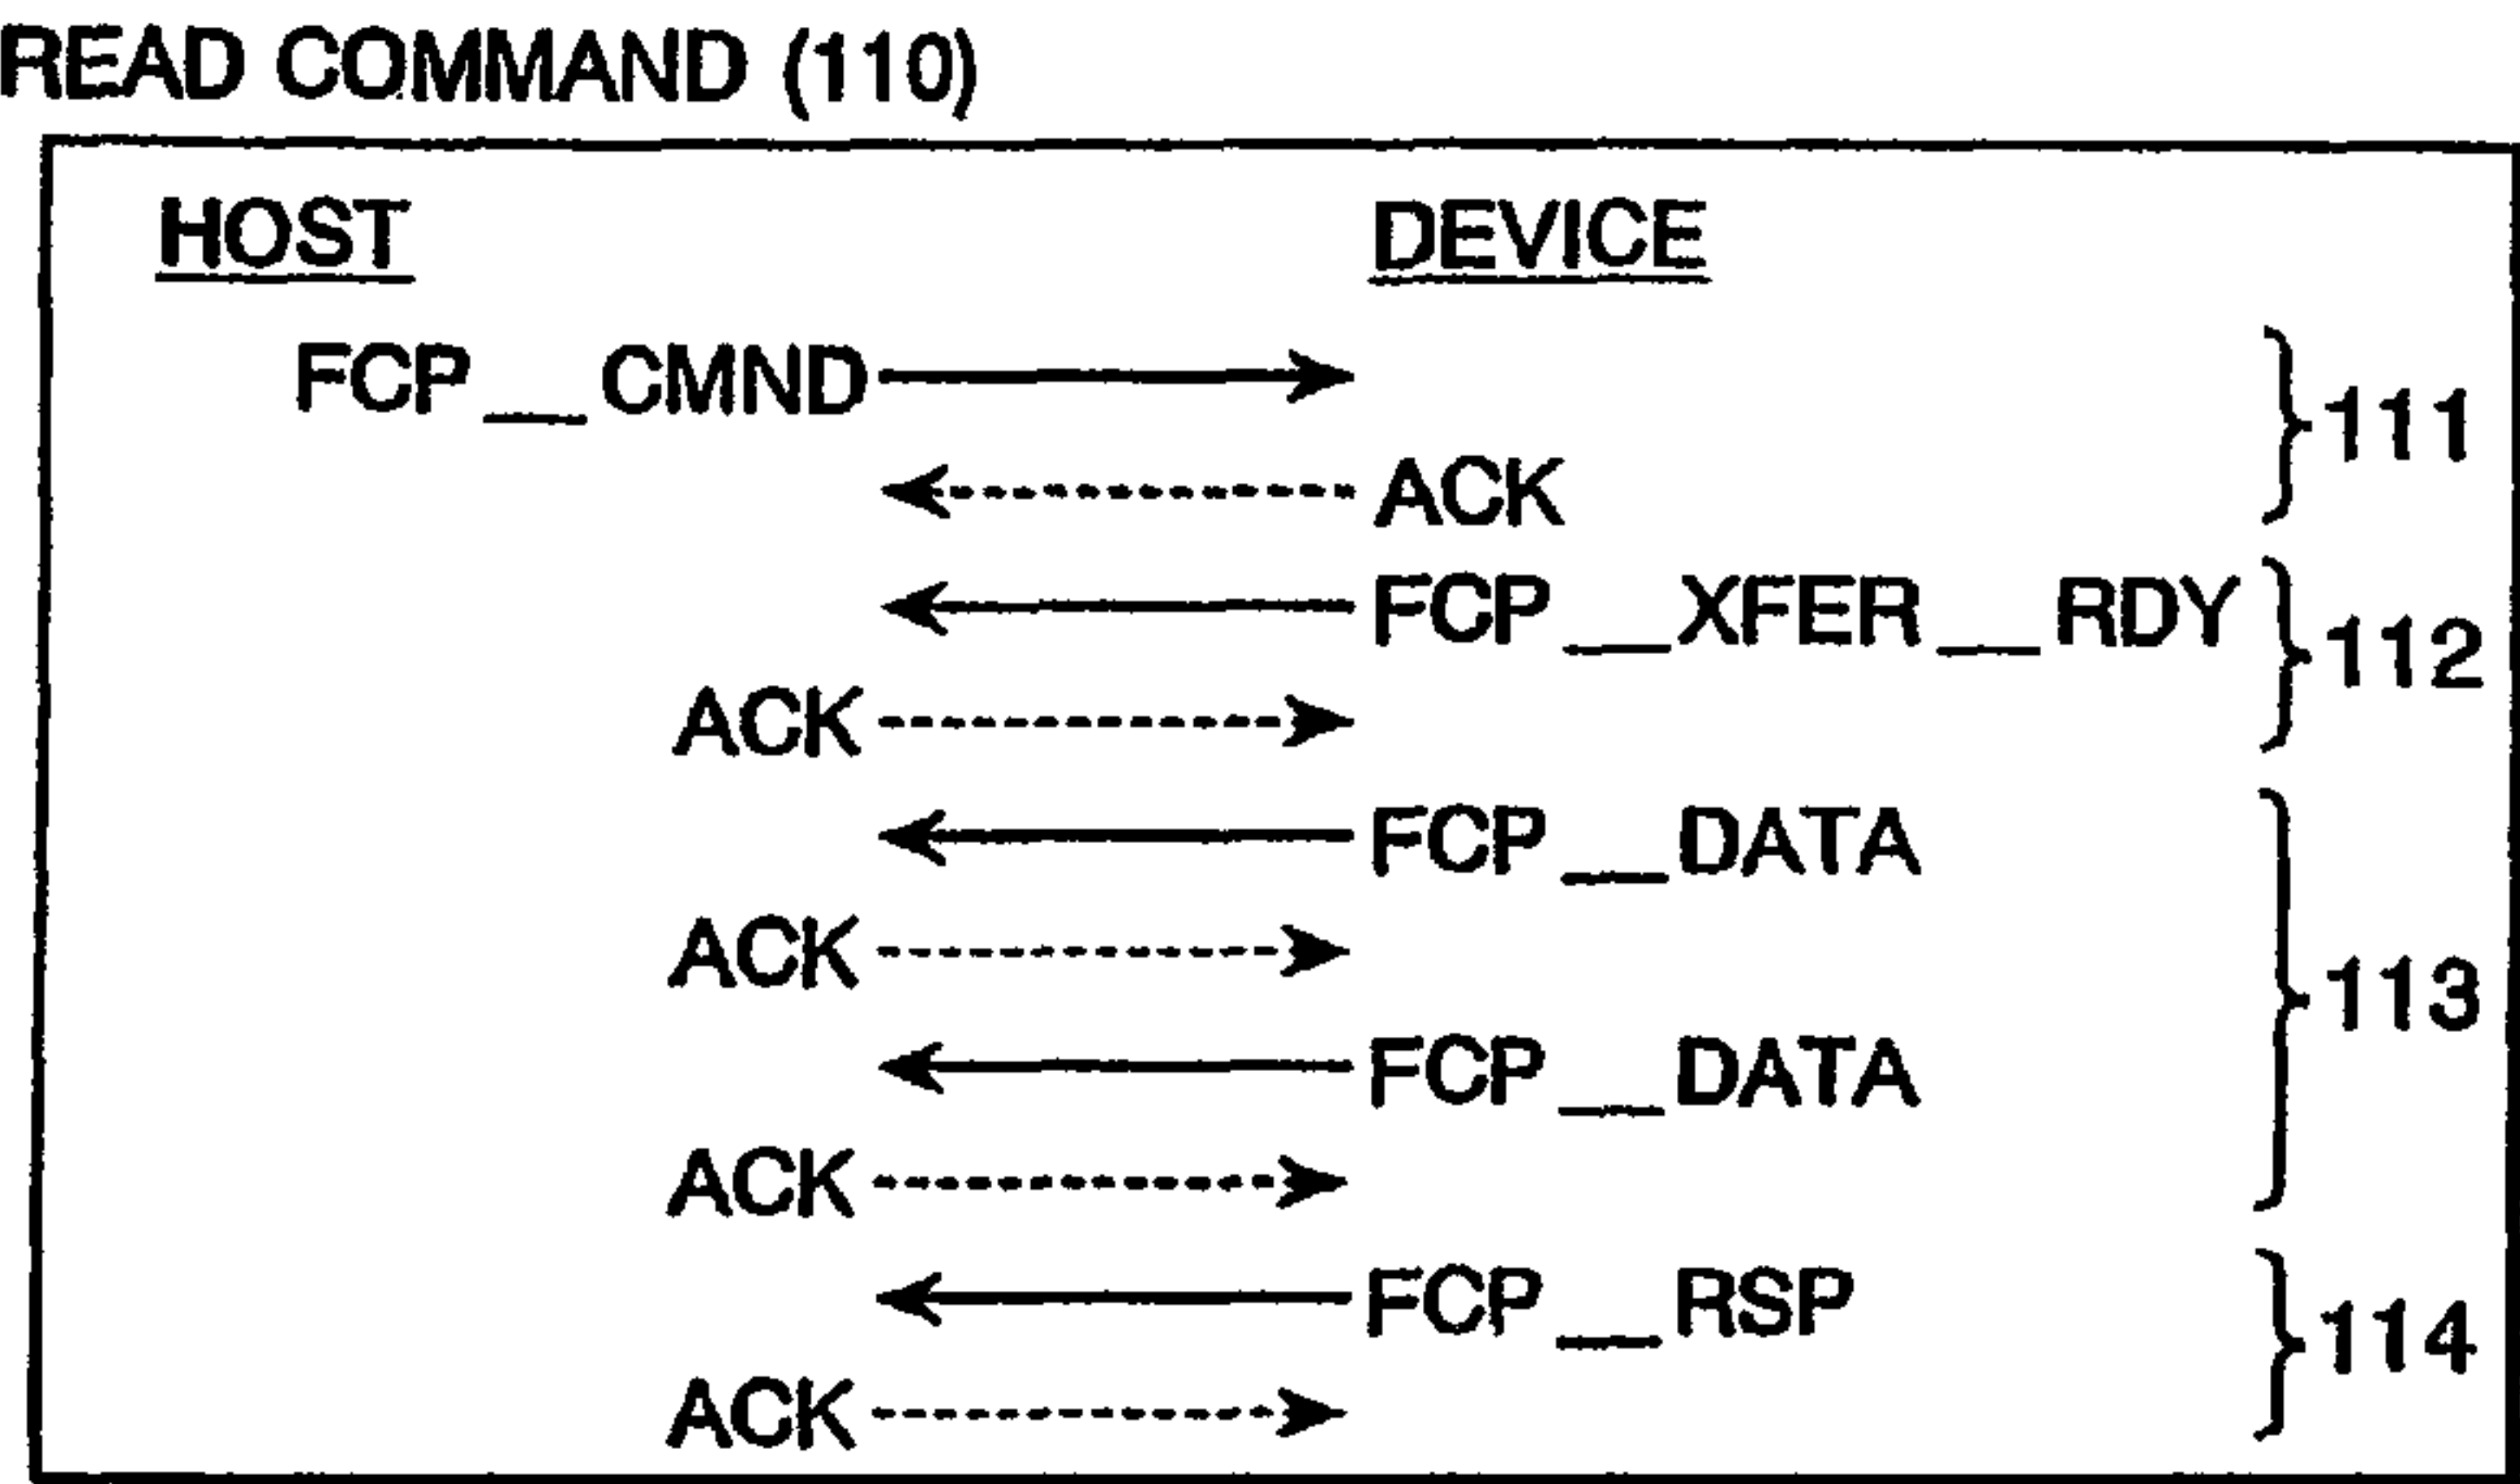 READ COMMAND (110)
HOST DEVICE
FCP__CMND
111
ACK
FCP__XFER__RDY
112
ACK
FCP__DATA
ACK
113
FCP__DATA
ACK
FCP__RSP
114
ACK